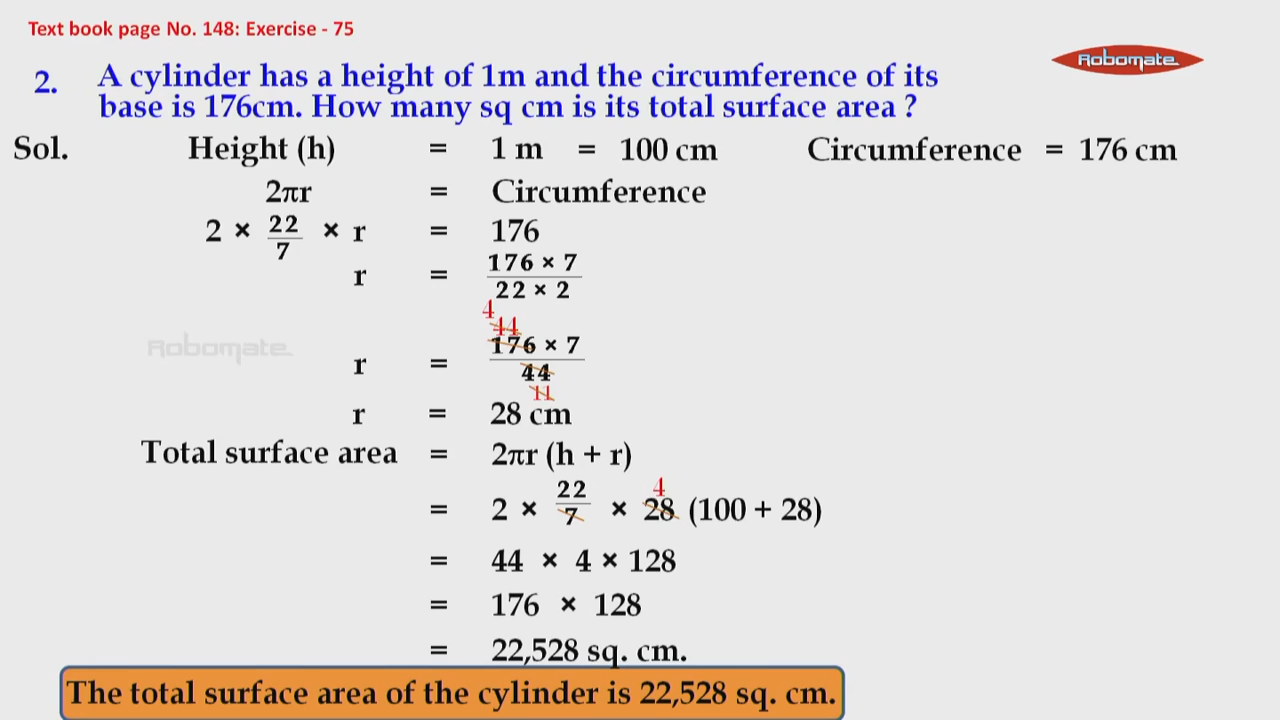 Text book page No. 148: Exercise - 75
Robomate
2. A cylinder has a height of 1m and the circumference of its
base is 176cm. How many sq cm is its total surface area ?
Sol. Height (h) = 1 m = 100 cm Circumference = 176 cm
2πr = Circumference
2 × 22/7 × r = 176
r = 176 × 7 / 22 × 2
4
44
r = 176 × 7 / 44
11
Robomate
r = 28 cm
Total surface area = 2πr (h + r)
4
= 2 × 22/7 × 28 (100 + 28)
= 44 × 4 × 128
= 176 × 128
= 22,528 sq. cm.
The total surface area of the cylinder is 22,528 sq. cm.